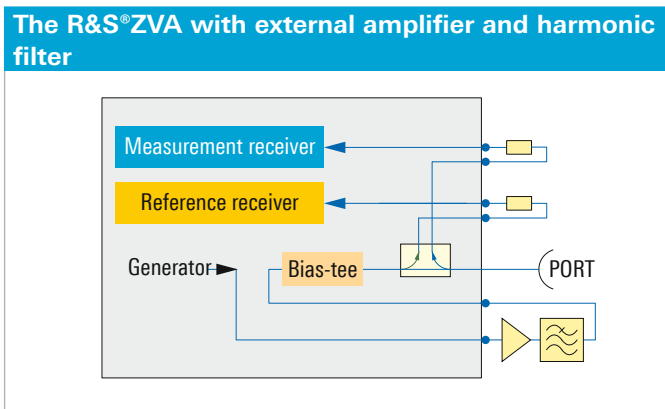 The R&S®ZVA with external amplifier and harmonic
filter
Measurement receiver
Reference receiver
Generator
Bias-tee
PORT